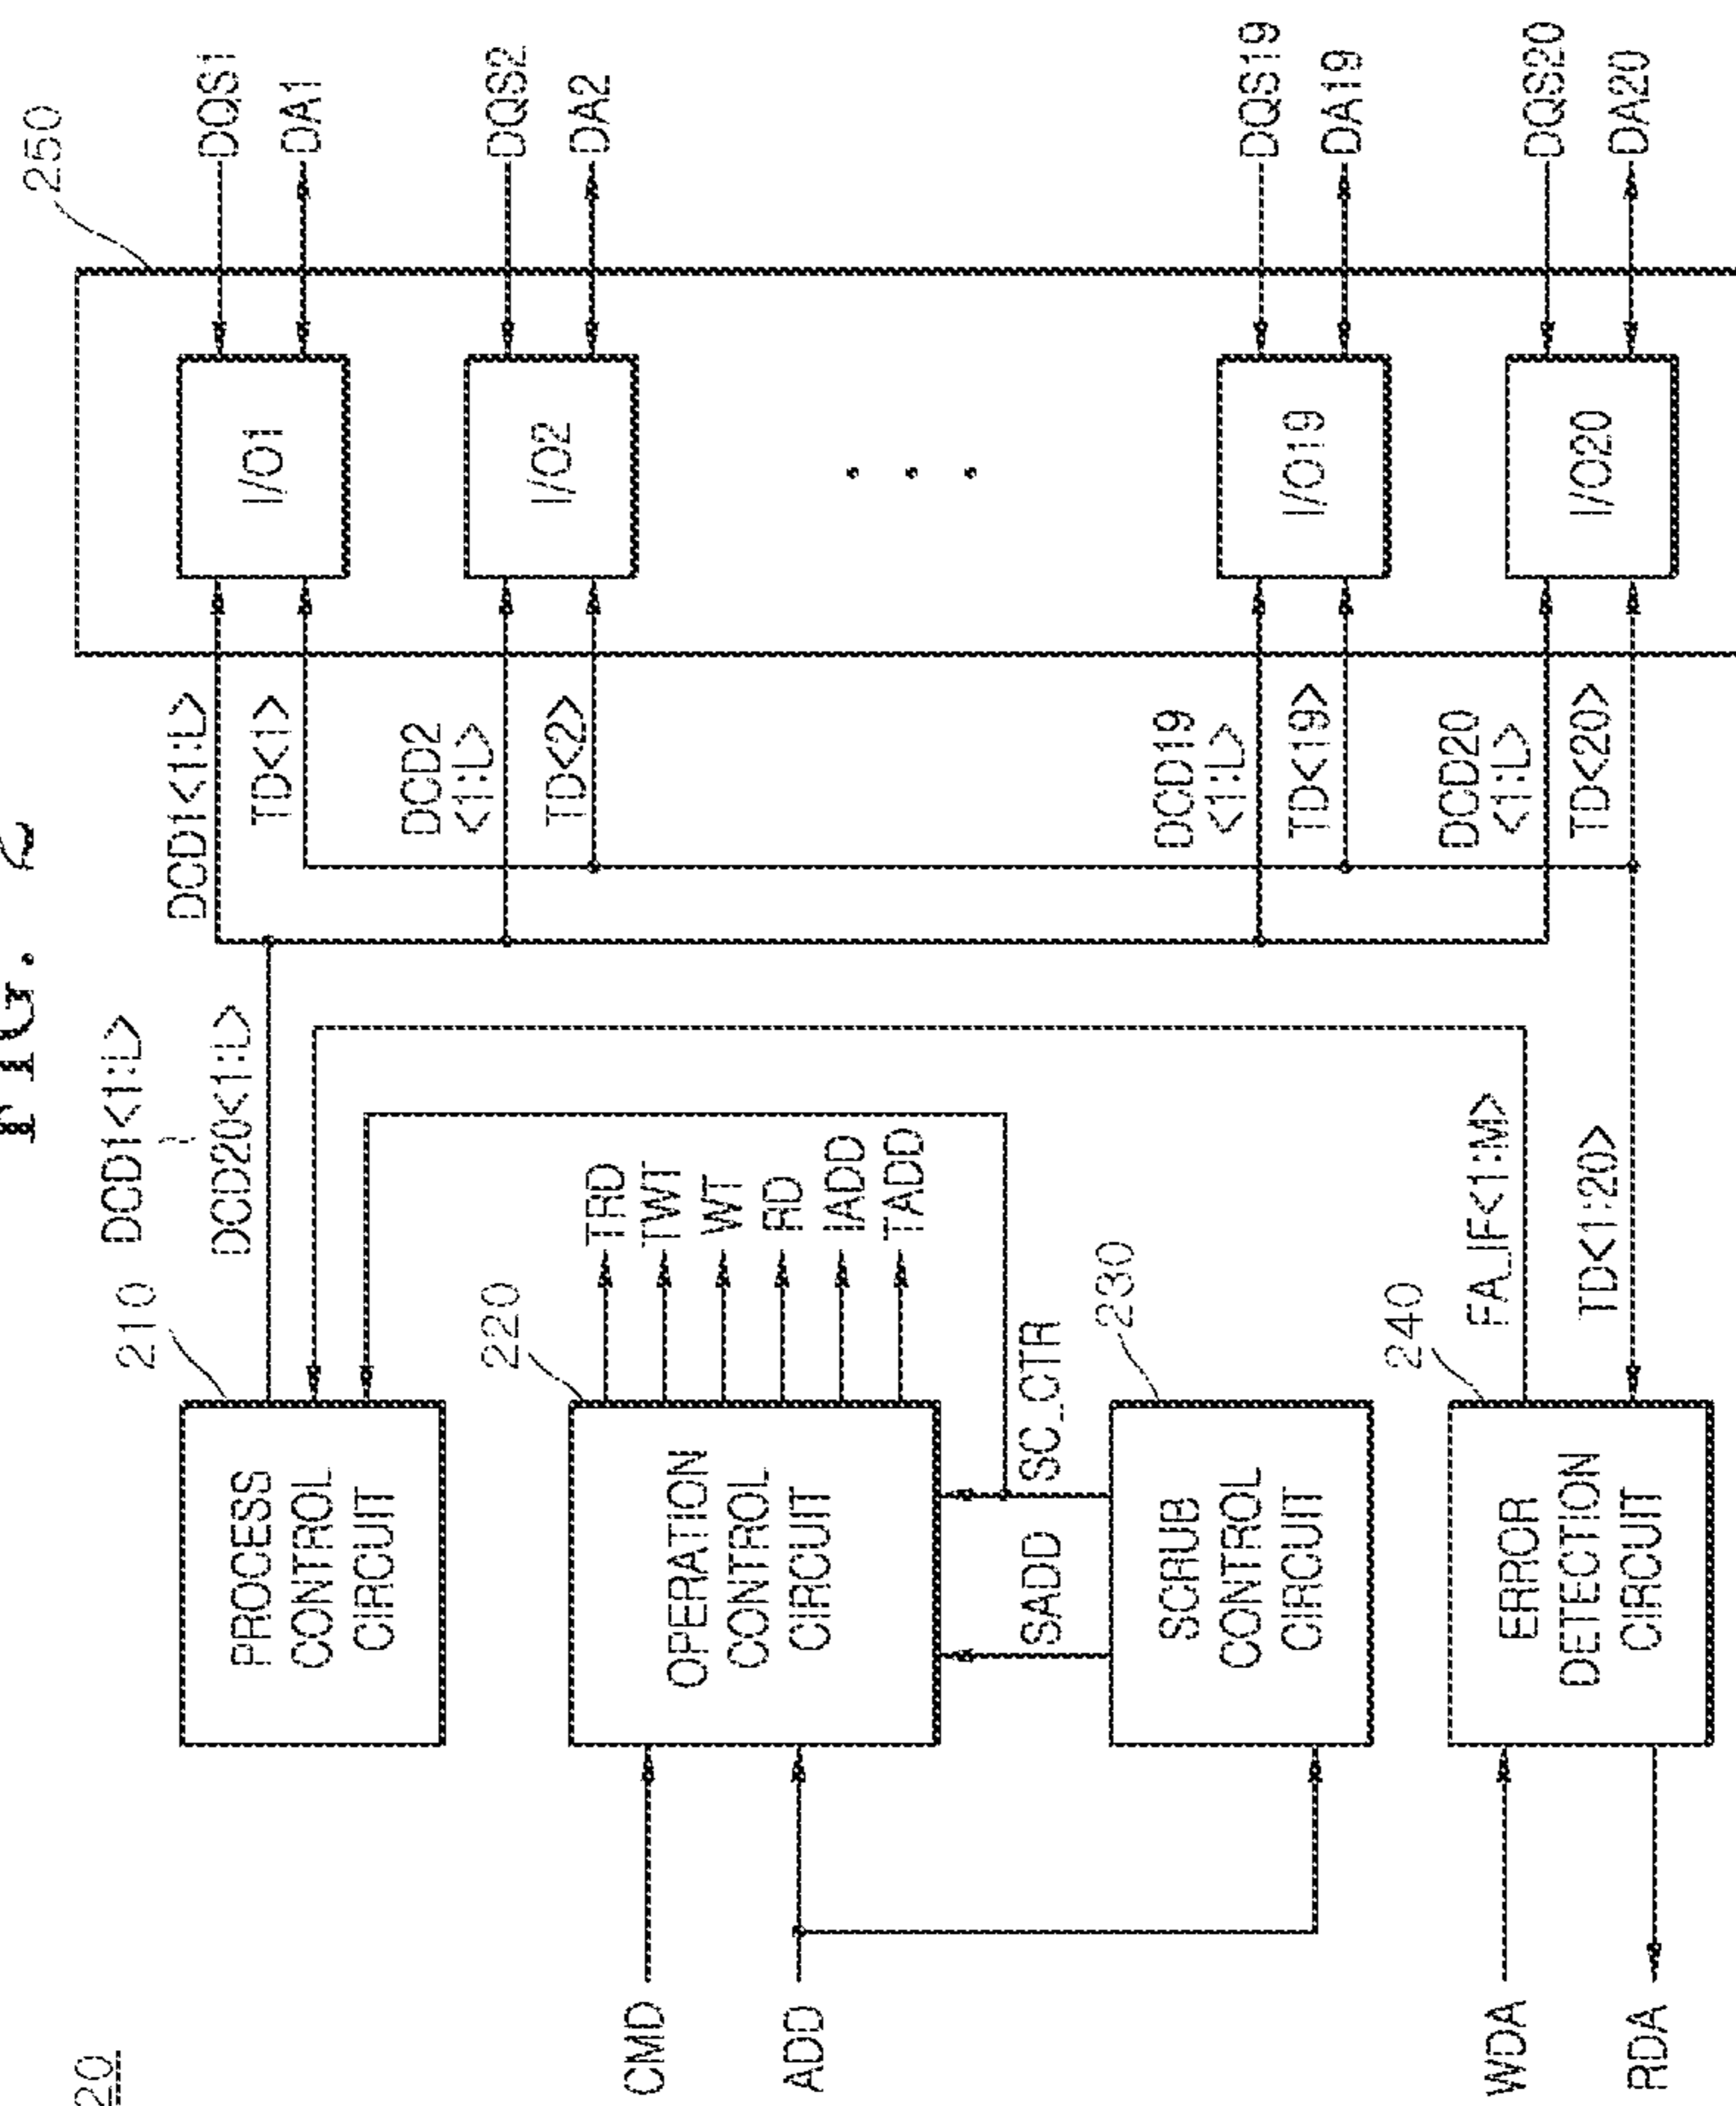 FIG. 2
20
210
PROCESS
CONTROL
CIRCUIT
DCD1<1:L>
~
DCD20<1:L>
220
OPERATION
CONTROL
CIRCUIT
CMD
ADD
TRD
TWT
WT
RD
IADD
TADD
SADD
SC_CTR
230
SCRUB
CONTROL
CIRCUIT
240
ERROR
DETECTION
CIRCUIT
WDA
RDA
FA_IF<1:M>
TD<1:20>
250
DCD1<1:L>
TD<1>
I/O1
DQS1
DA1
DCD2
<1:L>
TD<2>
I/O2
DQS2
DA2
. . .
DCD19
<1:L>
TD<19>
I/O19
DQS19
DA19
DCD20
<1:L>
TD<20>
I/O20
DQS20
DA20